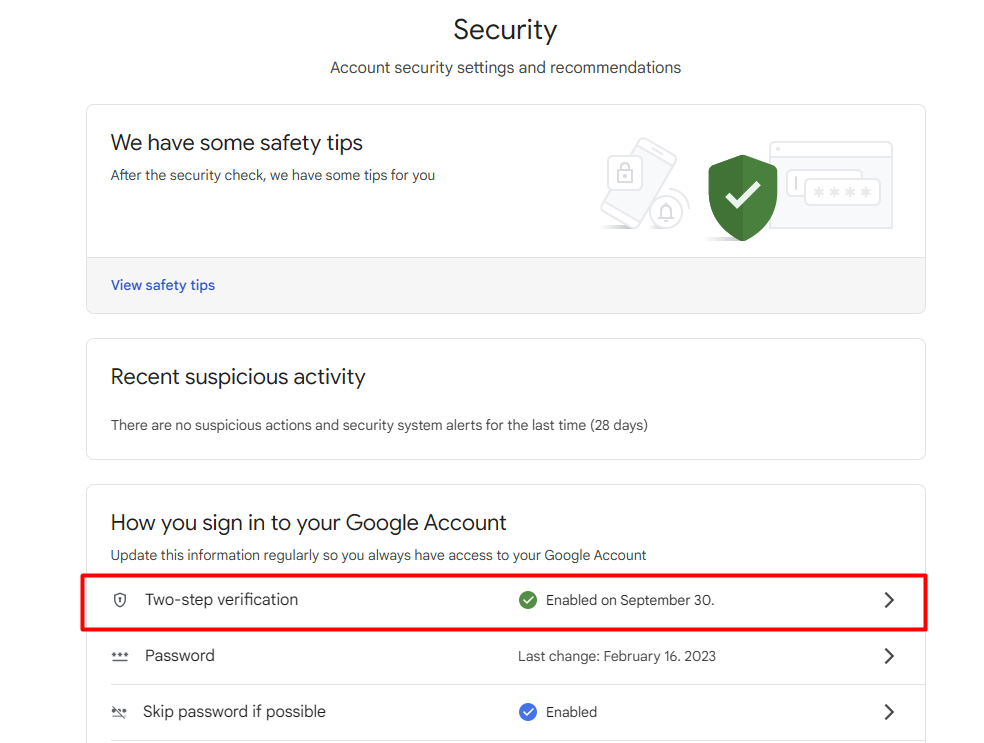 Security
Account security settings and recommendations
We have some safety tips
After the security check, we have some tips for you
****
View safety tips
Recent suspicious activity
There are no suspicious actions and security system alerts for the last time (28 days)
How you sign in to your Google Account
Update this information regularly so you always have access to your Google Account
Two-step verification Enabled on September 30.
Password Last change: February 16. 2023
Skip password if possible Enabled